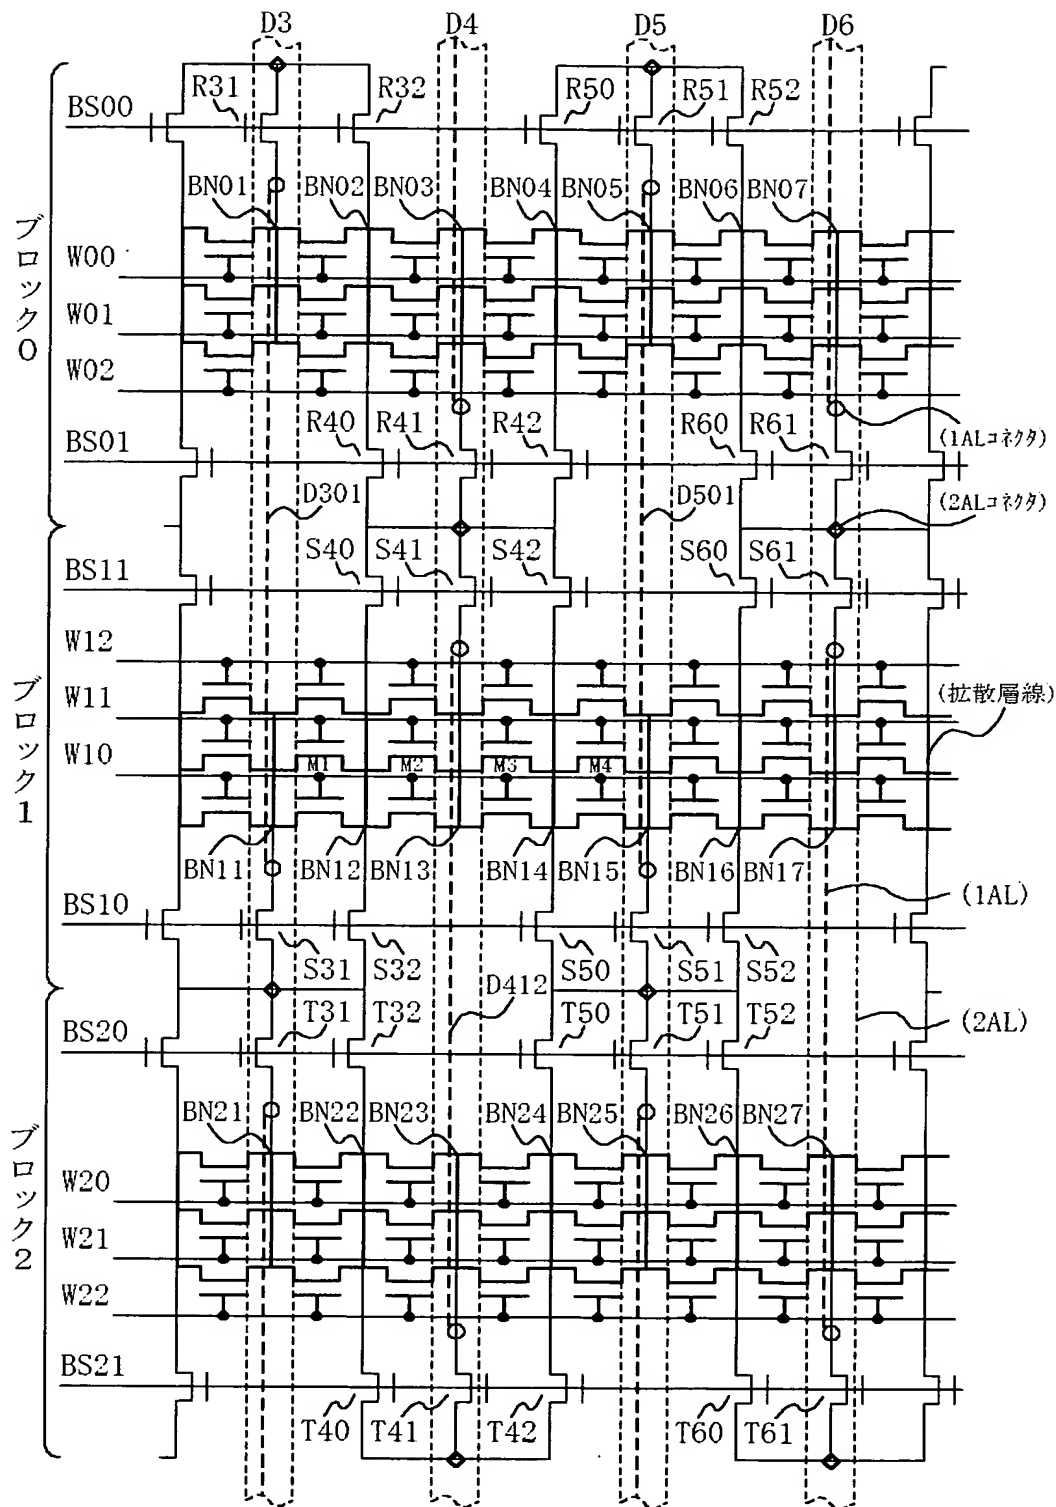 D3 D4 D5 D6
R31 R32 R50 R51 R52
BS00
BN01 BN02 BN03 BN04 BN05 BN06 BN07
ブロック0
W00
W01
W02
R40 R41 R42 R60 R61
(1ALコネクタ)
BS01
D301 D501
(2ALコネクタ)
S40 S41 S42 S60 S61
BS11
W12
ブロック1
W11
(拡散層線)
W10
M1 M2 M3 M4
BN11 BN12 BN13 BN14 BN15 BN16 BN17
(1AL)
BS10
S31 S32 S50 S51 S52
D412
T31 T32 T50 T51 T52
(2AL)
BS20
BN21 BN22 BN23 BN24 BN25 BN26 BN27
ブロック2
W20
W21
W22
BS21
T40 T41 T42 T60 T61